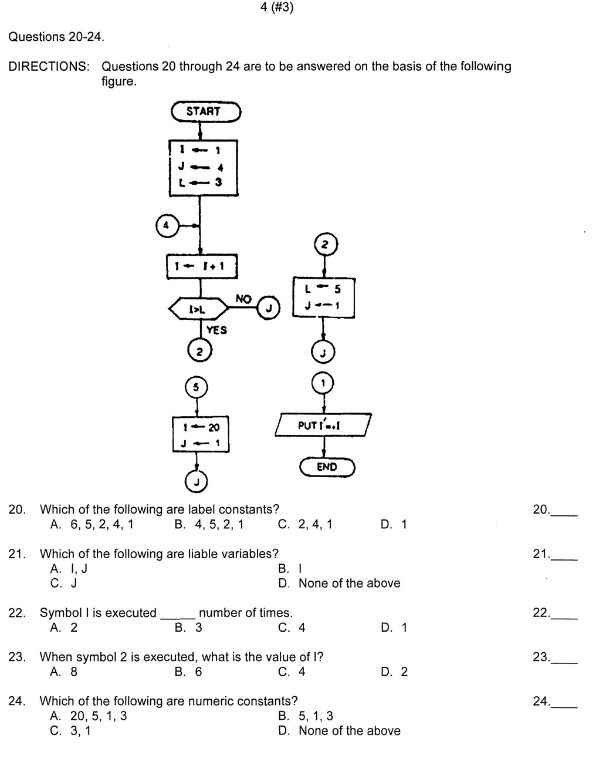 4 (#3)
Questions 20-24.
DIRECTIONS: Questions 20 through 24 are to be answered on the basis of the following
figure.
START
I ← 1
J ← 4
L ← 3
4
I ← I + 1
I>L
NO
J
YES
2
2
L ← 5
J ← 1
J
5
I ← 20
J ← 1
J
1
PUT I'=,I
END
20. Which of the following are label constants? 20.____
A. 6, 5, 2, 4, 1 B. 4, 5, 2, 1 C. 2, 4, 1 D. 1
21. Which of the following are liable variables? 21.____
A. I, J B. I
C. J D. None of the above
22. Symbol I is executed _____ number of times. 22.____
A. 2 B. 3 C. 4 D. 1
23. When symbol 2 is executed, what is the value of I? 23.____
A. 8 B. 6 C. 4 D. 2
24. Which of the following are numeric constants? 24.____
A. 20, 5, 1, 3 B. 5, 1, 3
C. 3, 1 D. None of the above